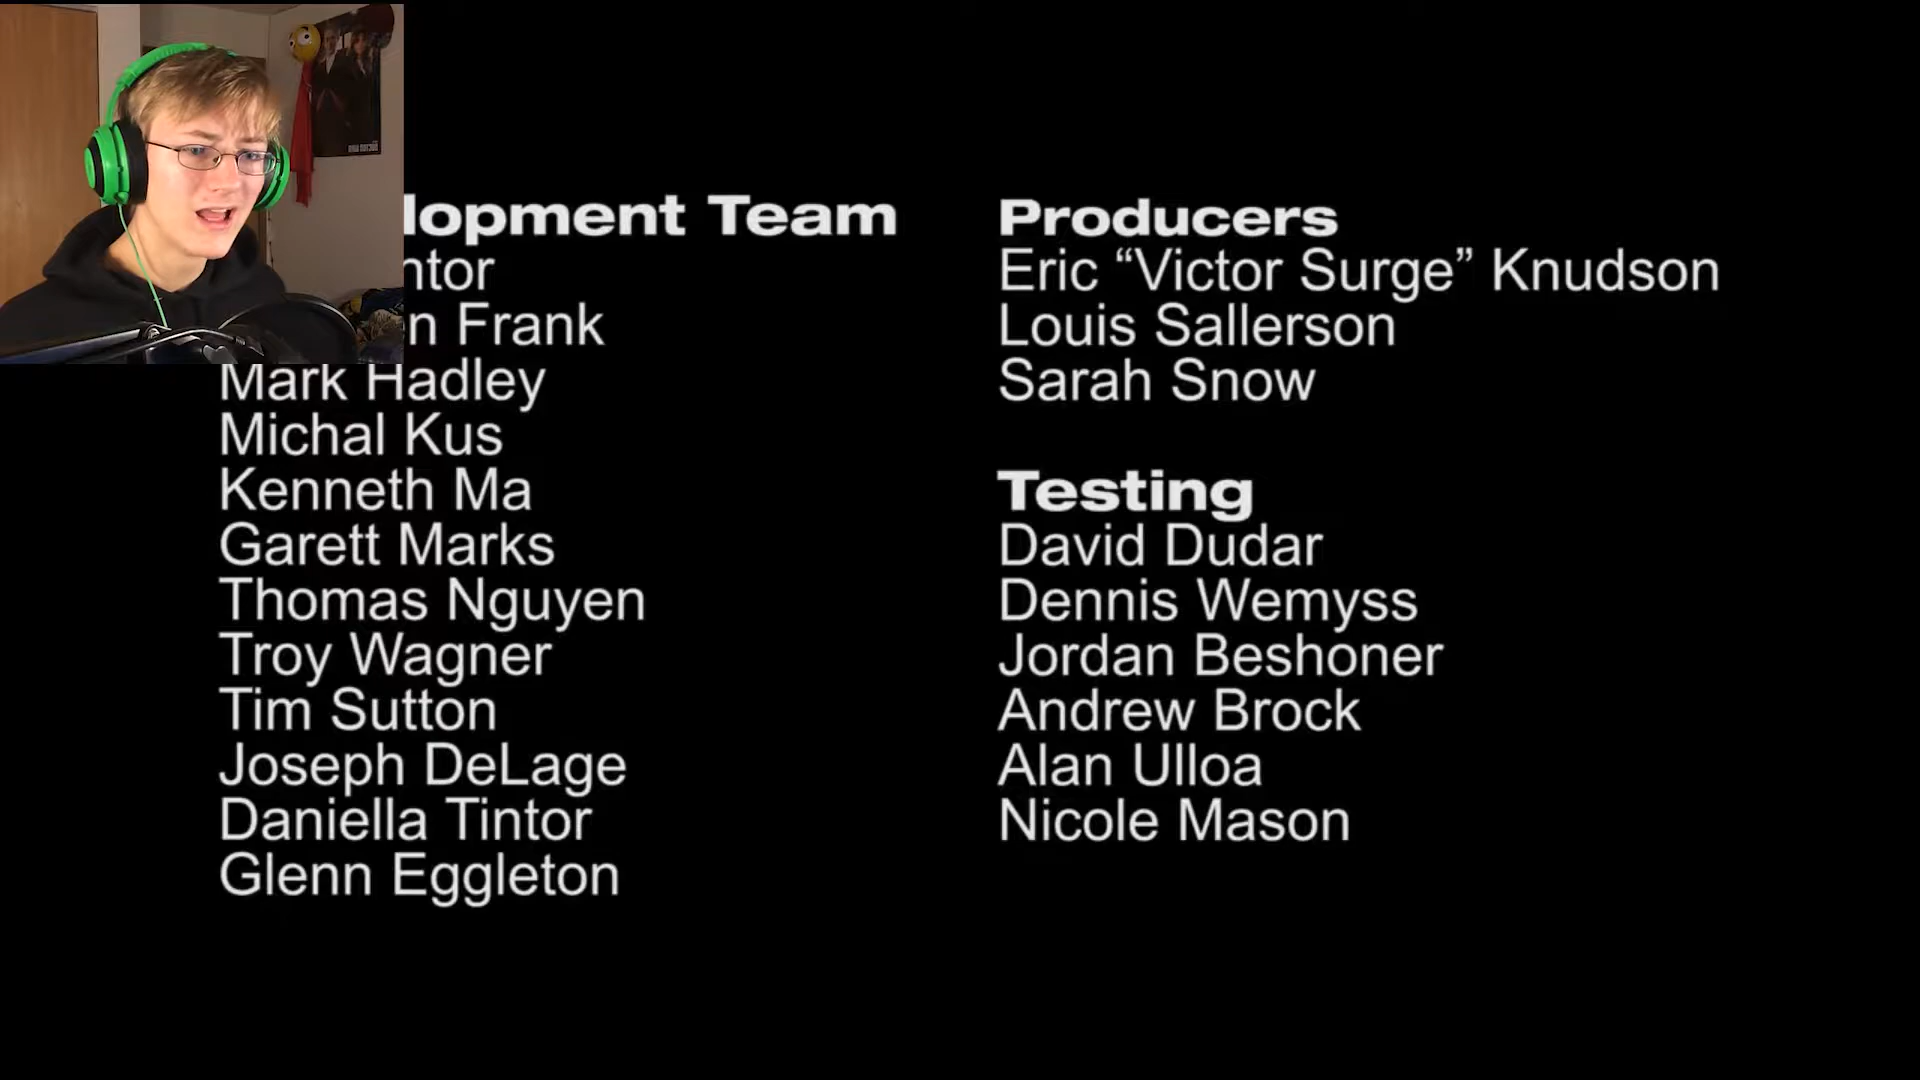 lopment Team
ntor
n Frank
Mark Hadley
Michal Kus
Kenneth Ma
Garett Marks
Thomas Nguyen
Troy Wagner
Tim Sutton
Joseph DeLage
Daniella Tintor
Glenn Eggleton
Producers
Eric “Victor Surge” Knudson
Louis Sallerson
Sarah Snow
Testing
David Dudar
Dennis Wemyss
Jordan Beshoner
Andrew Brock
Alan Ulloa
Nicole Mason